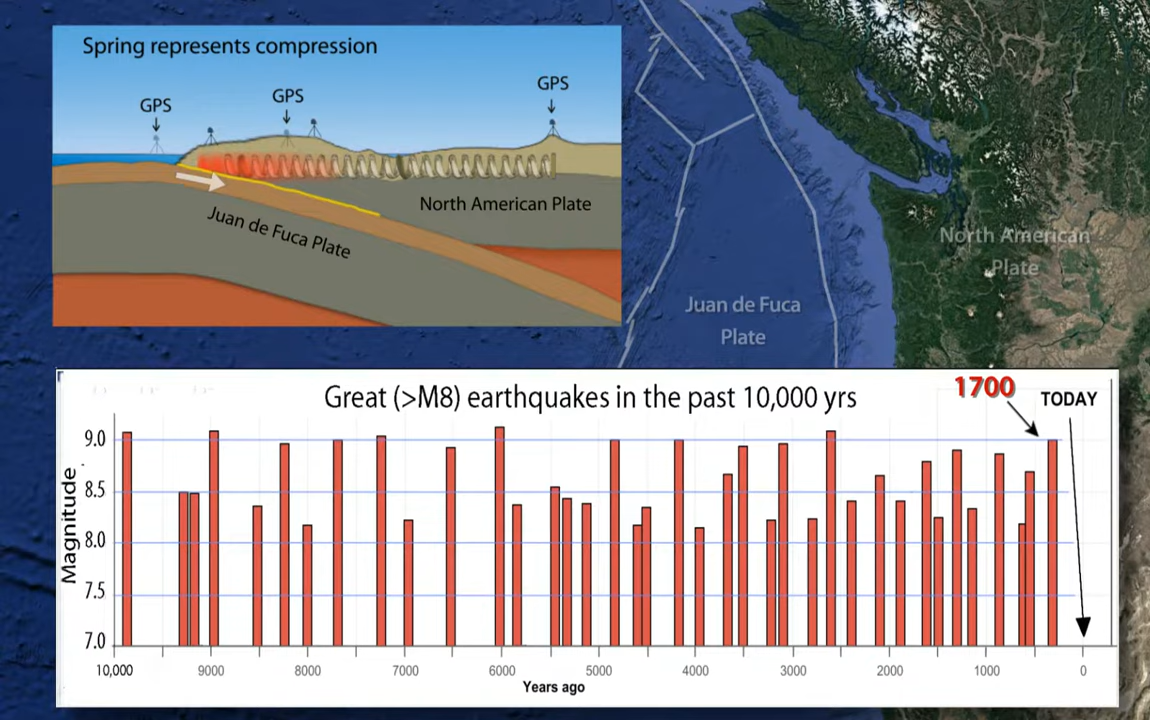 Spring represents compression
GPS
GPS
GPS
North American Plate
Juan de Fuca Plate
North American
Plate
Juan de Fuca
Plate
Great (>M8) earthquakes in the past 10,000 yrs
1700
TODAY
Magnitude
9.0
8.5
8.0
7.5
7.0
10,000 9000 8000 7000 6000 5000 4000 3000 2000 1000 0
Years ago